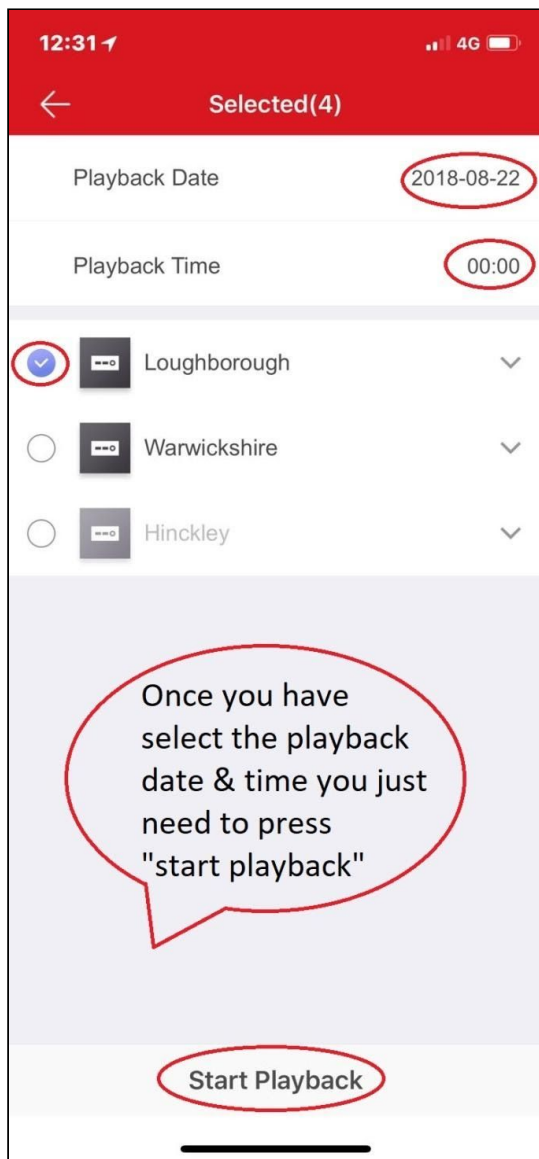 12:31 4G
Selected(4)
Playback Date 2018-08-22
Playback Time 00:00
Loughborough
Warwickshire
Hinckley
Once you have
select the playback
date & time you just
need to press
"start playback"
Start Playback